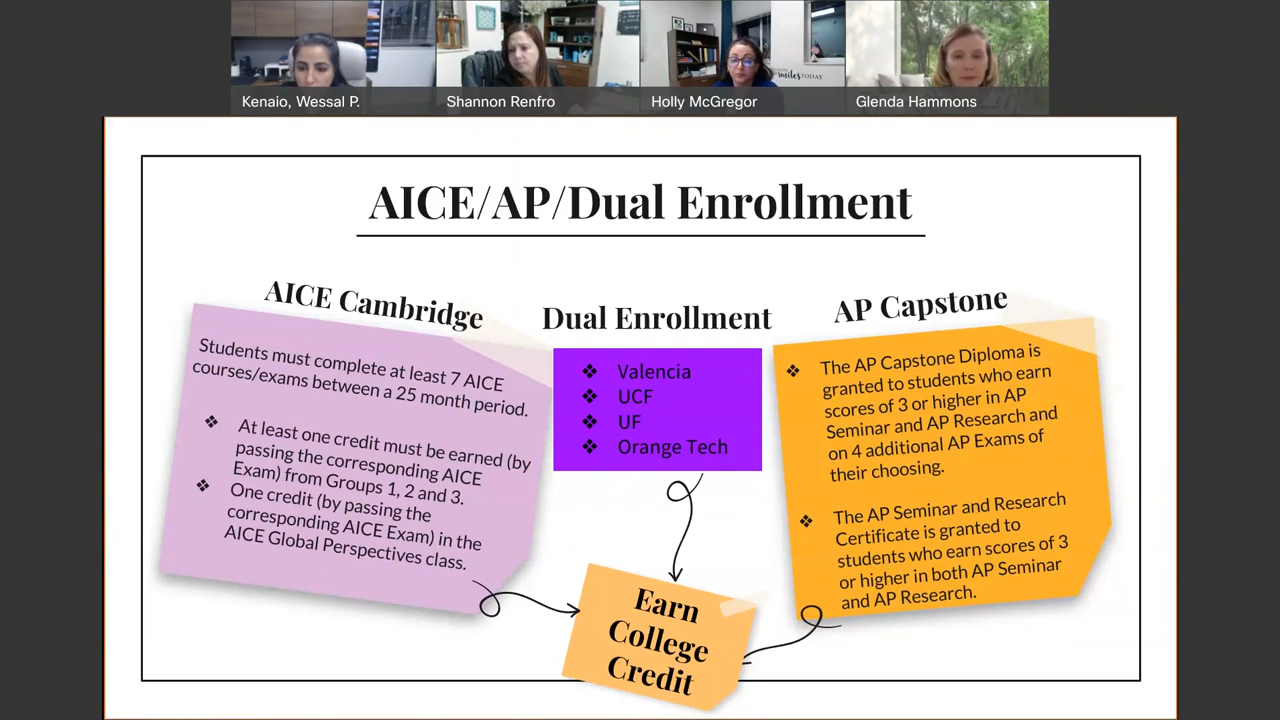 Kenaio, Wessal P.
Shannon Renfro
Holly McGregor
Glenda Hammons
smiles TODAY
AICE/AP/Dual Enrollment
AICE Cambridge
Students must complete at least 7 AICE
courses/exams between a 25 month period.
❖ At least one credit must be earned (by
passing the corresponding AICE
Exam) from Groups 1, 2 and 3.
❖ One credit (by passing the
corresponding AICE Exam) in the
AICE Global Perspectives class.
Dual Enrollment
❖ Valencia
❖ UCF
❖ UF
❖ Orange Tech
AP Capstone
❖ The AP Capstone Diploma is
granted to students who earn
scores of 3 or higher in AP
Seminar and AP Research and
on 4 additional AP Exams of
their choosing.
❖ The AP Seminar and Research
Certificate is granted to
students who earn scores of 3
or higher in both AP Seminar
and AP Research.
Earn
College
Credit